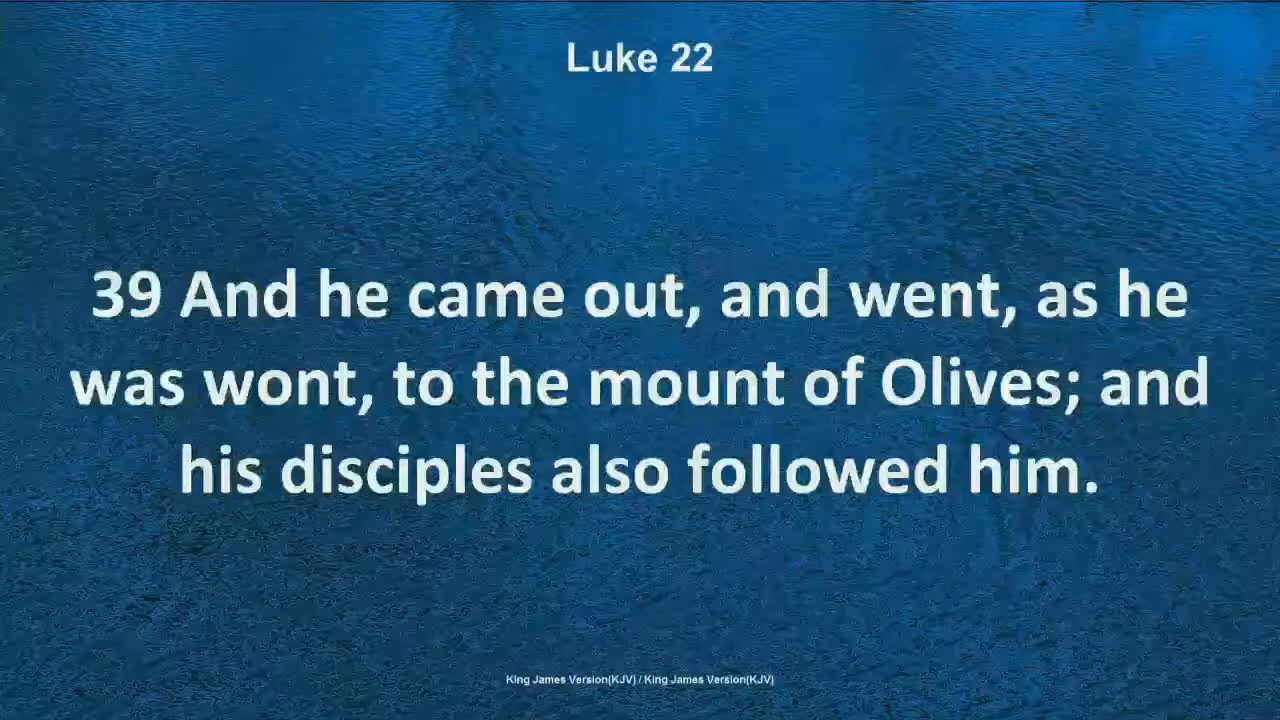 Luke 22
39 And he came out, and went, as he
was wont, to the mount of Olives; and
his disciples also followed him.
King James Version(KJV) / King James Version(KJV)